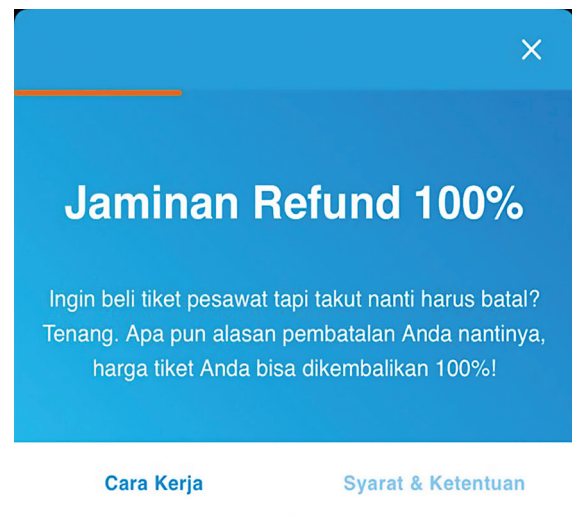 Jaminan Refund 100%
Ingin beli tiket pesawat tapi takut nanti harus batal?
Tenang. Apa pun alasan pembatalan Anda nantinya,
harga tiket Anda bisa dikembalikan 100%!
Cara Kerja Syarat & Ketentuan